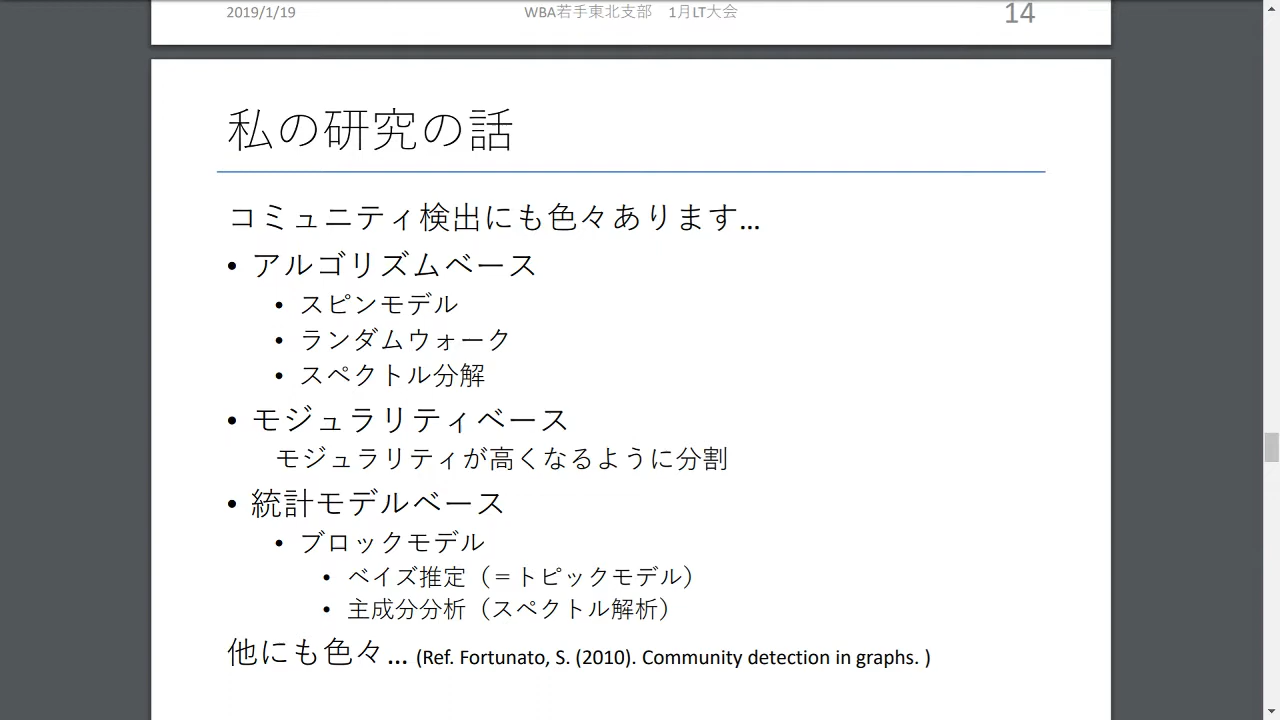 2019/1/19 WBA若手東北支部　1月LT大会 14
私の研究の話
コミュニティ検出にも色々あります…
• アルゴリズムベース
• スピンモデル
• ランダムウォーク
• スペクトル分解
• モジュラリティベース
モジュラリティが高くなるように分割
• 統計モデルベース
• ブロックモデル
• ベイズ推定（＝トピックモデル）
• 主成分分析（スペクトル解析）
他にも色々… (Ref. Fortunato, S. (2010). Community detection in graphs. )